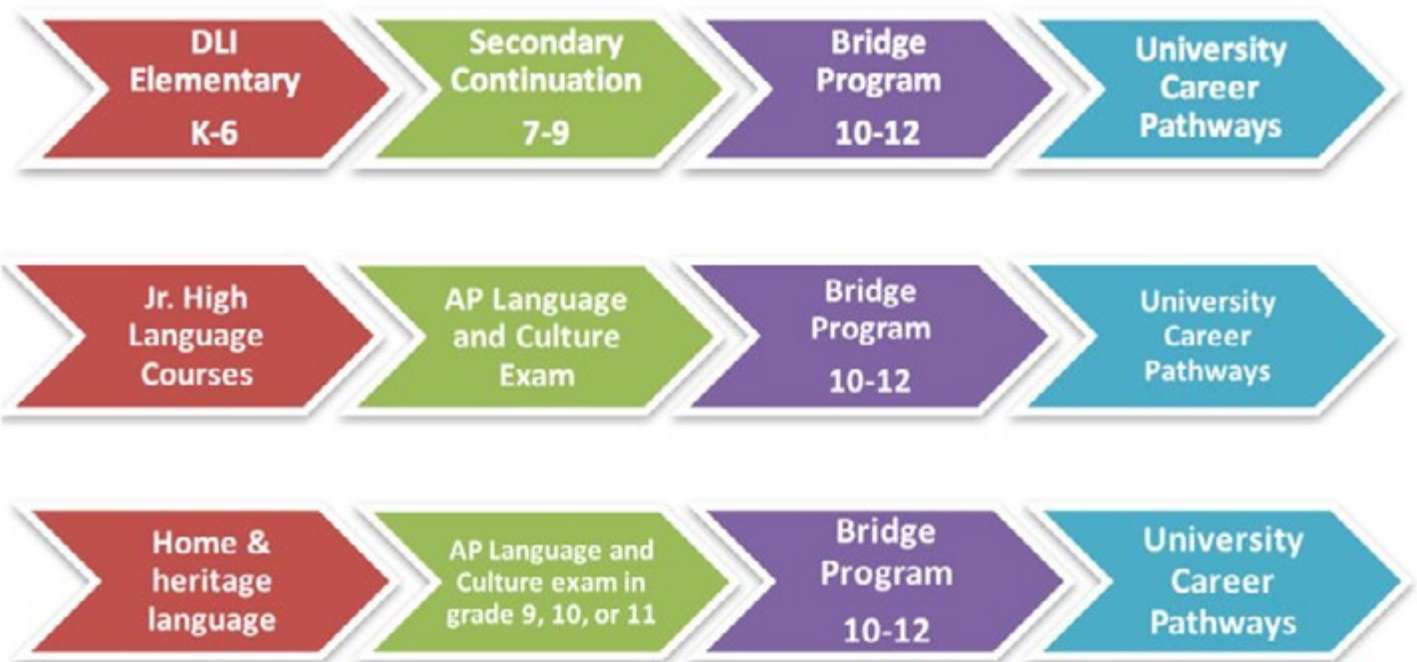 DLI
Elementary
K-6
Secondary
Continuation
7-9
Bridge
Program
10-12
University
Career
Pathways
Jr. High
Language
Courses
AP Language
and Culture
Exam
Bridge
Program
10-12
University
Career
Pathways
Home &
heritage
language
AP Language and
Culture exam in
grade 9, 10, or 11
Bridge
Program
10-12
University
Career
Pathways